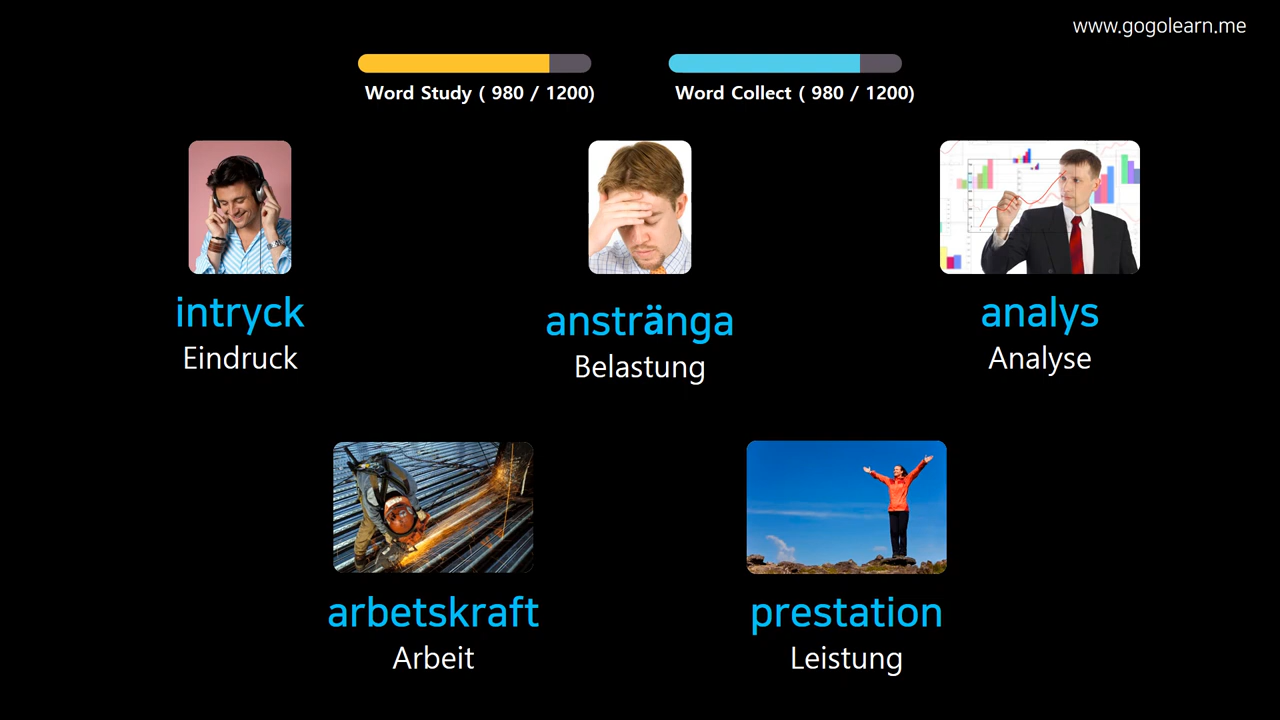 www.gogolearn.me
Word Study ( 980 / 1200)
Word Collect ( 980 / 1200)
intryck
Eindruck
anstränga
Belastung
analys
Analyse
arbetskraft
Arbeit
prestation
Leistung